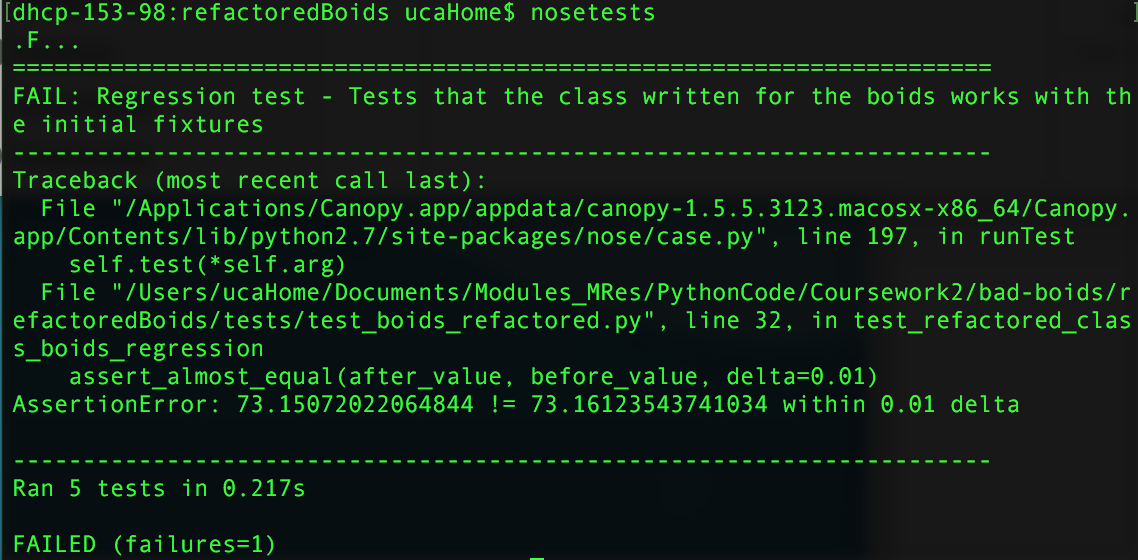 [dhcp-153-98:refactoredBoids ucaHome$ nosetests ]
.F...
======================================================================
FAIL: Regression test - Tests that the class written for the boids works with th
e initial fixtures
----------------------------------------------------------------------
Traceback (most recent call last):
  File "/Applications/Canopy.app/appdata/canopy-1.5.5.3123.macosx-x86_64/Canopy.
app/Contents/lib/python2.7/site-packages/nose/case.py", line 197, in runTest
    self.test(*self.arg)
  File "/Users/ucaHome/Documents/Modules_MRes/PythonCode/Coursework2/bad-boids/r
efactoredBoids/tests/test_boids_refactored.py", line 32, in test_refactored_clas
s_boids_regression
    assert_almost_equal(after_value, before_value, delta=0.01)
AssertionError: 73.15072022064844 != 73.16123543741034 within 0.01 delta

----------------------------------------------------------------------
Ran 5 tests in 0.217s

FAILED (failures=1)